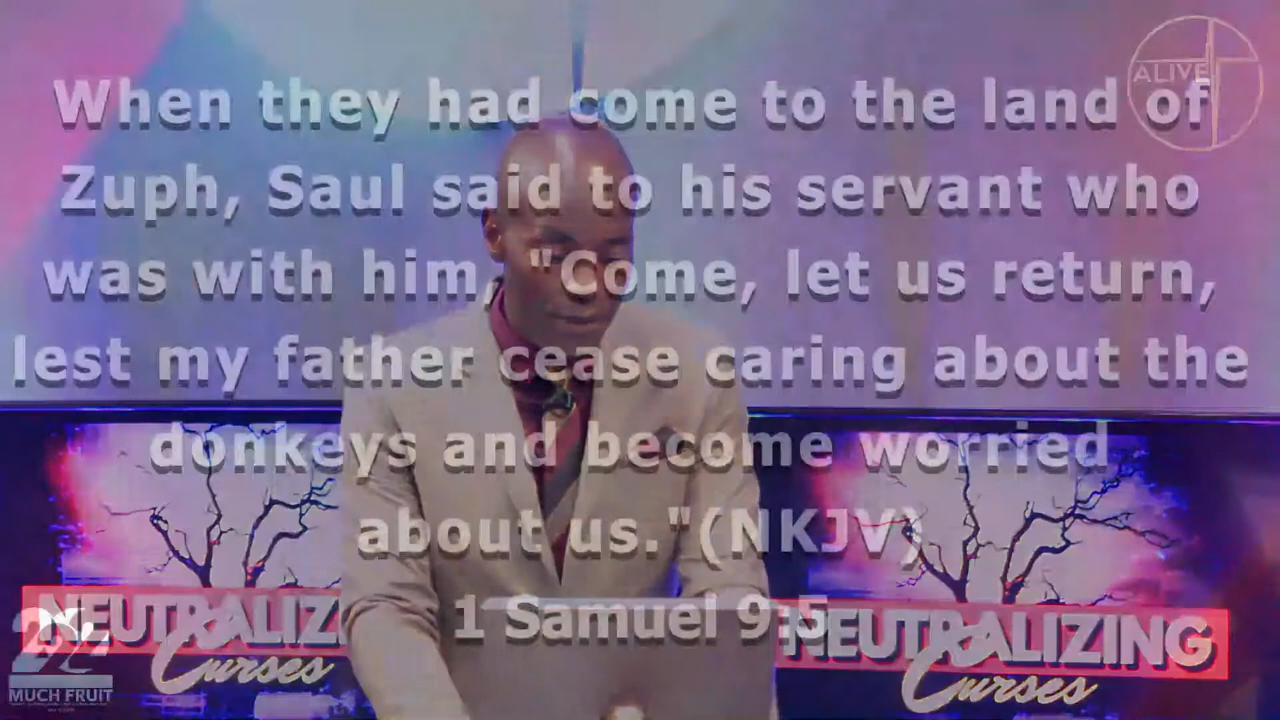 ALIVE
When they had come to the land of
Zuph, Saul said to his servant who
was with him, "Come, let us return,
lest my father cease caring about the
donkeys and become worried
about us."(NKJV)
1 Samuel 9:5
NEUTRALIZING
Curses
NEUTRALIZING
Curses
MUCH FRUIT